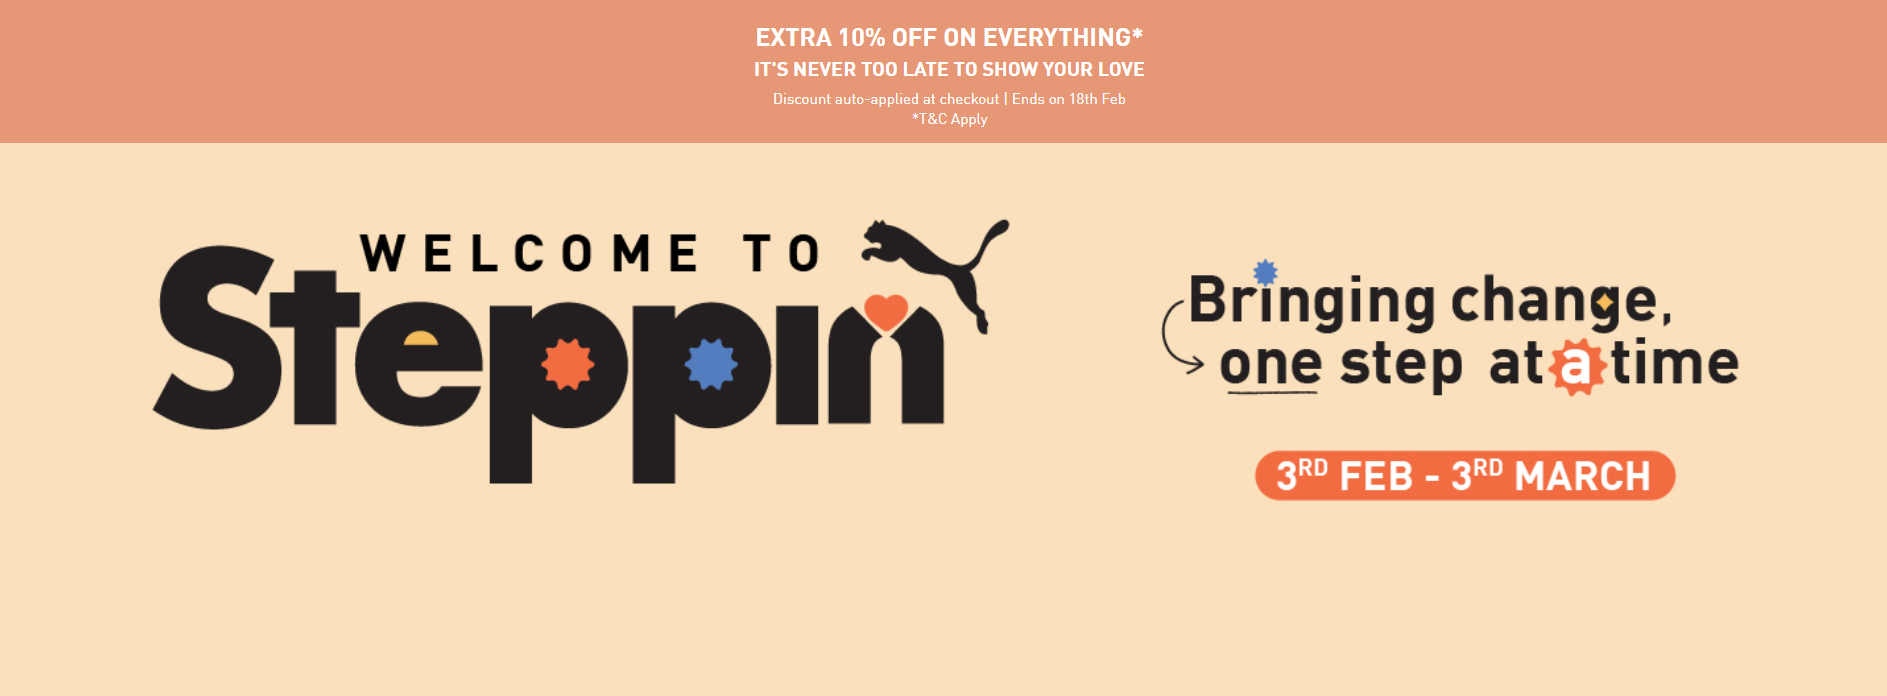 EXTRA 10% OFF ON EVERYTHING*
IT'S NEVER TOO LATE TO SHOW YOUR LOVE
Discount auto-applied at checkout | Ends on 18th Feb
*T&C Apply
WELCOME TO
Steppin
Bringing change,
one step at a time
3RD FEB - 3RD MARCH